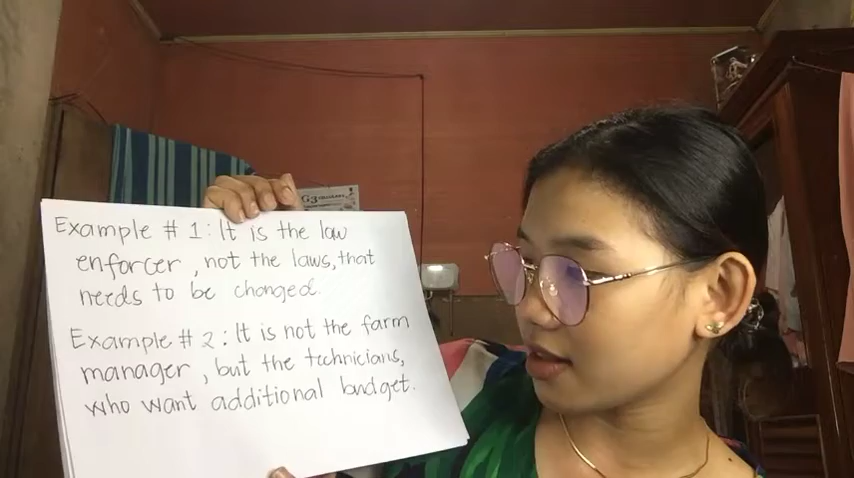 Example # 1: It is the law
enforcer, not the laws, that
needs to be changed.
Example # 2: It is not the farm
manager, but the technicians,
who want additional budget.
G3